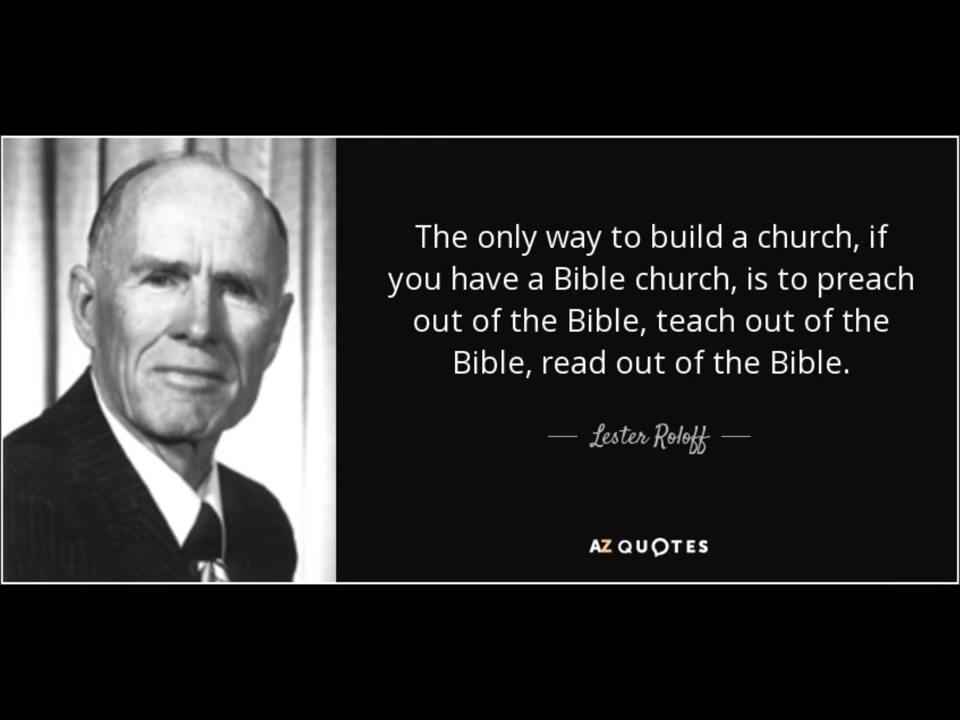 The only way to build a church, if
you have a Bible church, is to preach
out of the Bible, teach out of the
Bible, read out of the Bible.
Lester Roloff
AZ QUOTES